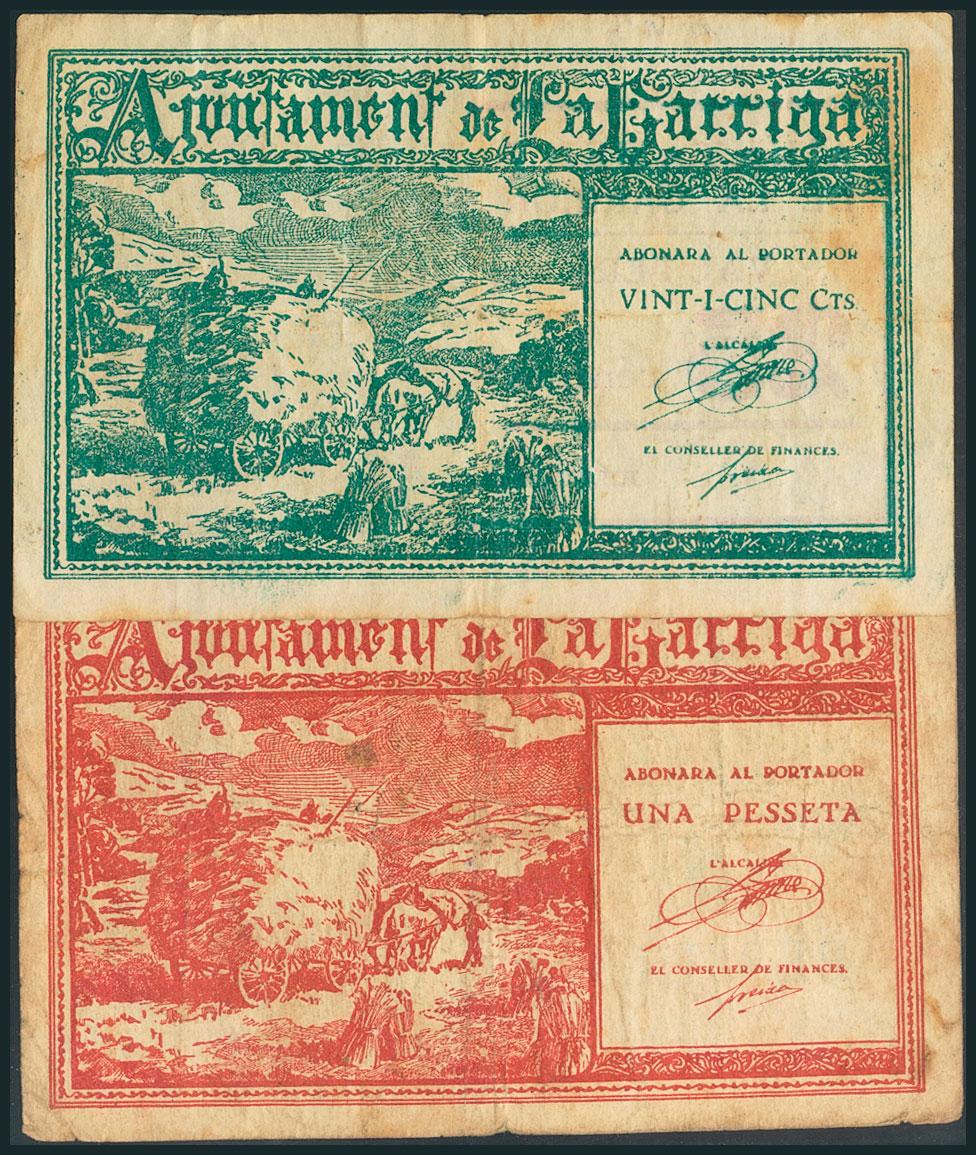 Ajuntament de La Garriga
ABONARA AL PORTADOR
VINT-I-CINC CTS.
L'ALCALDE
EL CONSELLER DE FINANCES.
Ajuntament de La Garriga
ABONARA AL PORTADOR
UNA PESSETA
L'ALCALDE
EL CONSELLER DE FINANCES.